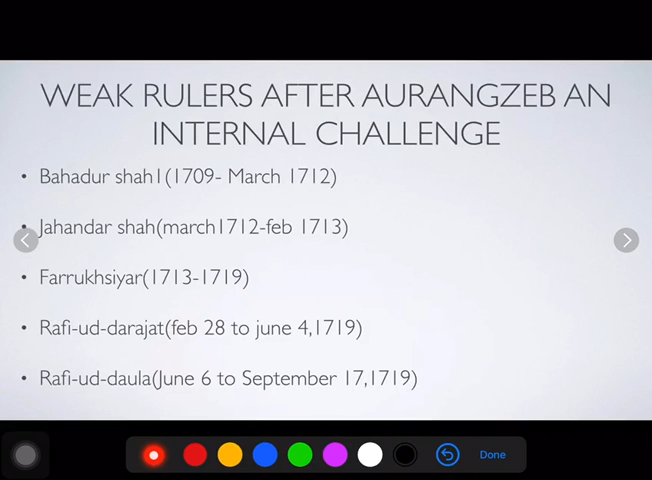 WEAK RULERS AFTER AURANGZEB AN
INTERNAL CHALLENGE
• Bahadur shah1(1709- March 1712)
• Jahandar shah(march1712-feb 1713)
• Farrukhsiyar(1713-1719)
• Rafi-ud-darajat(feb 28 to june 4,1719)
• Rafi-ud-daula(June 6 to September 17,1719)
Done